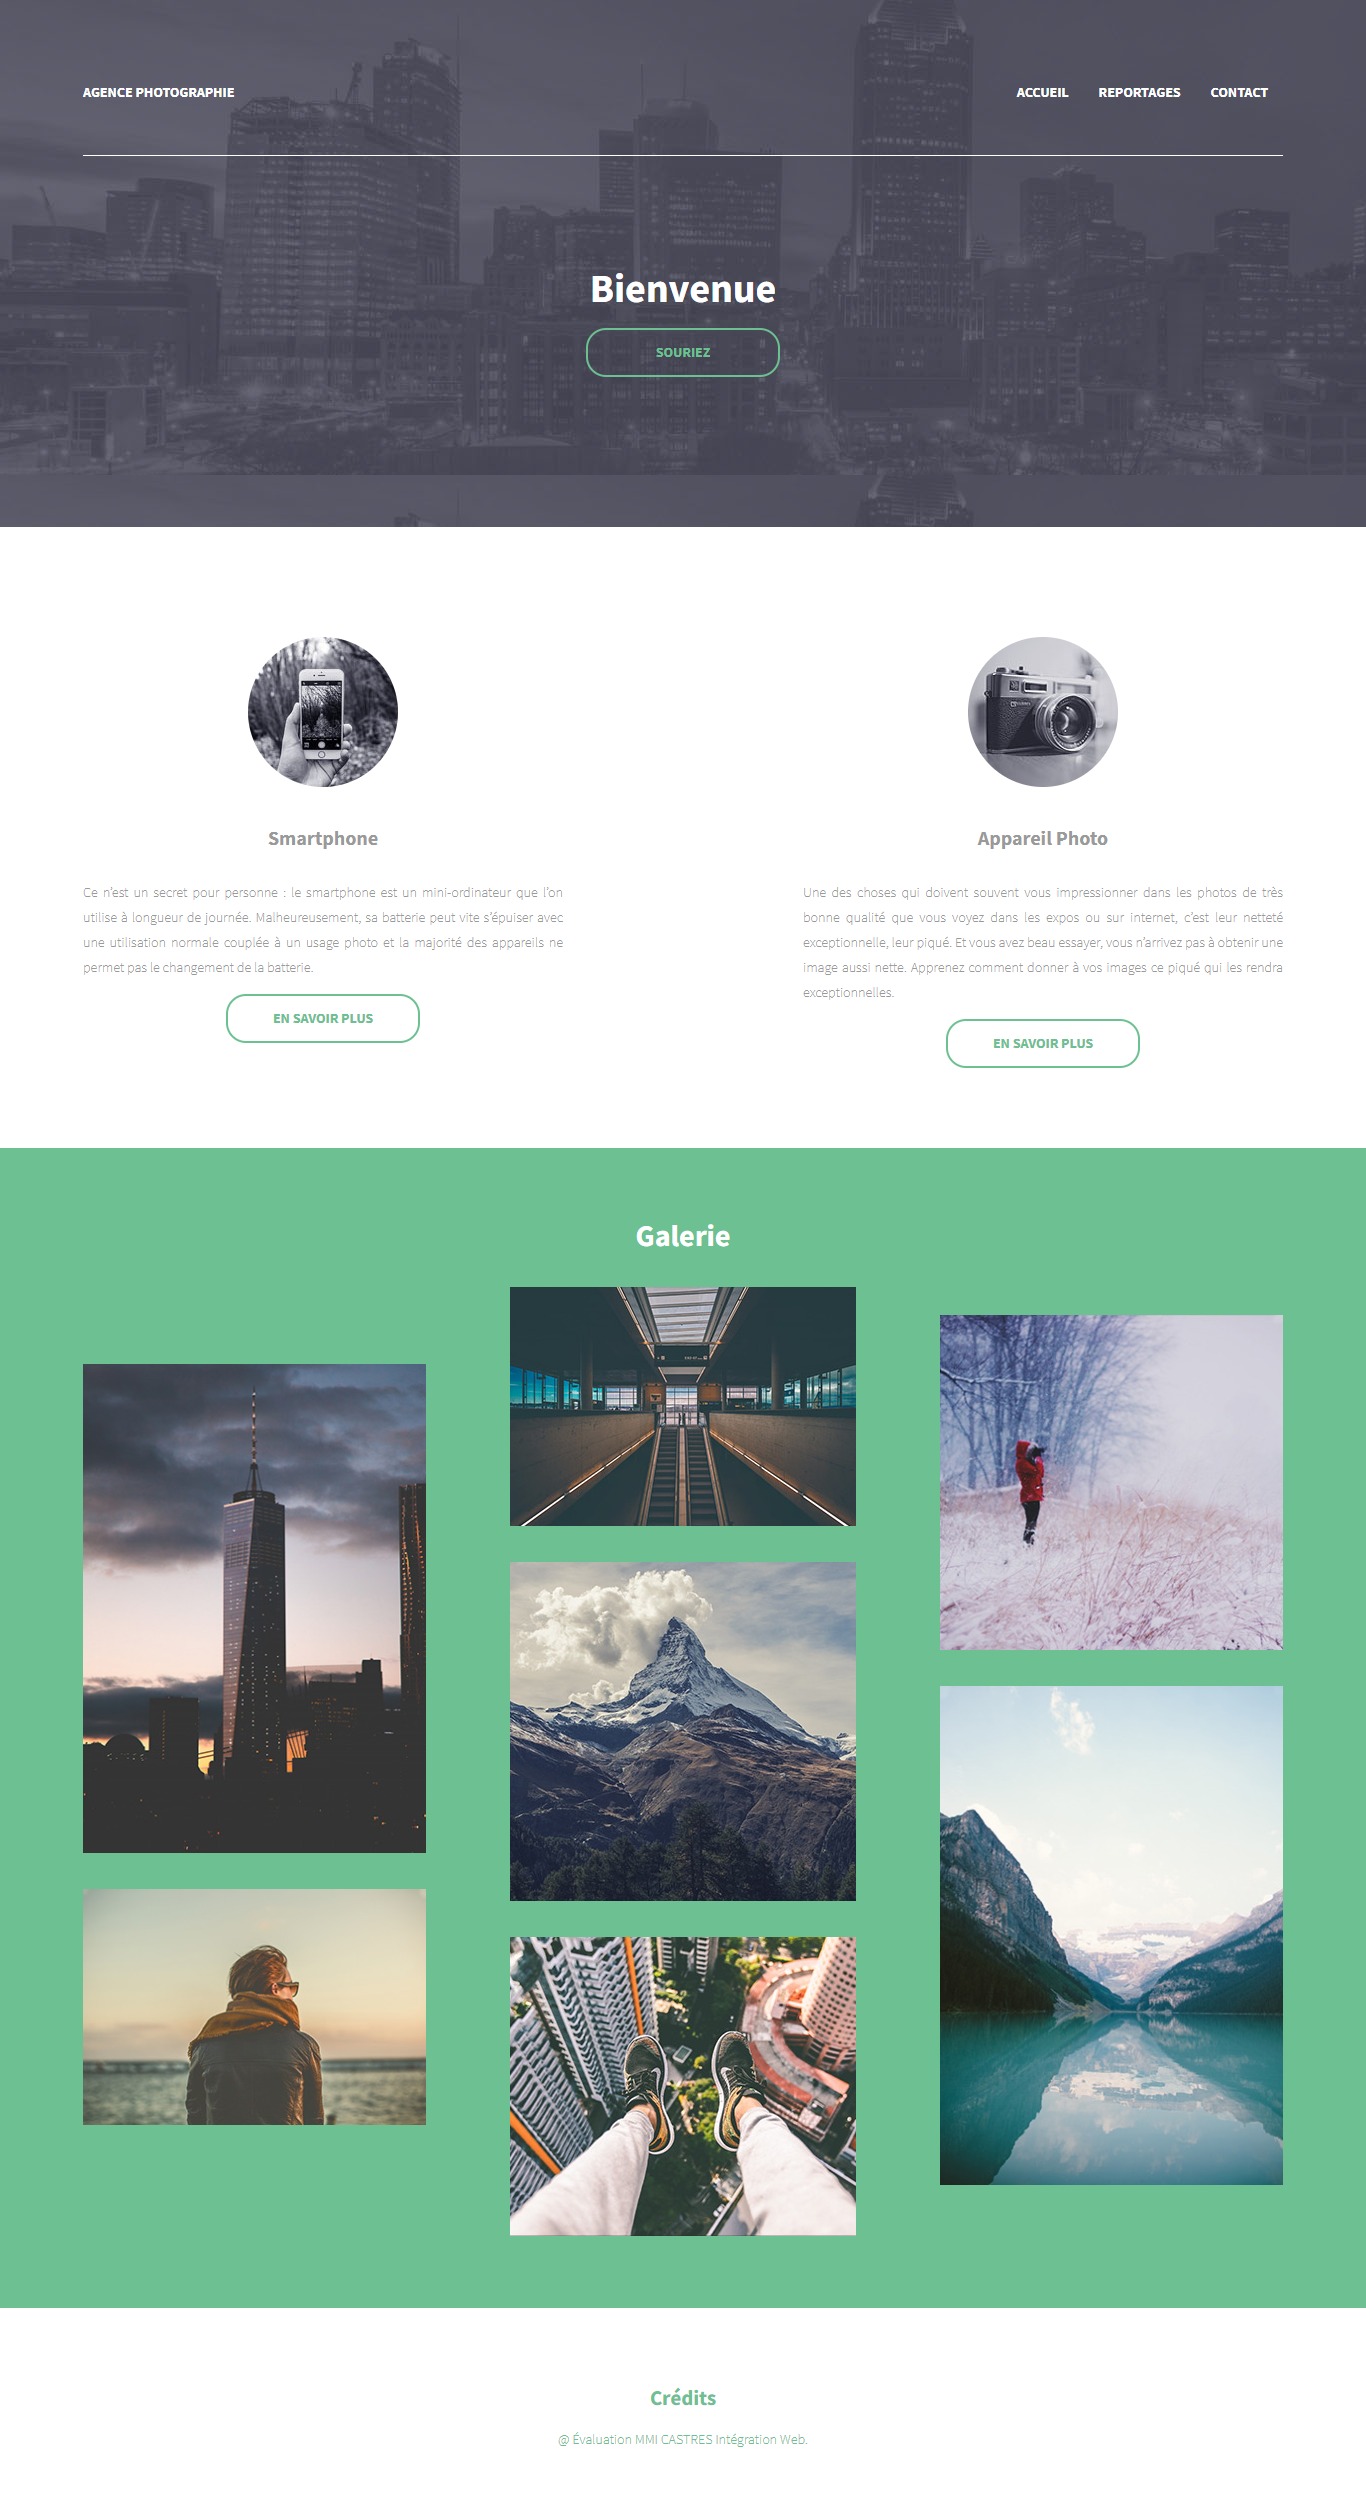 AGENCE PHOTOGRAPHIE
ACCUEIL REPORTAGES CONTACT
Bienvenue
SOURIEZ
Smartphone
Ce n'est un secret pour personne : le smartphone est un mini-ordinateur que l'on
utilise à longueur de journée. Malheureusement, sa batterie peut vite s'épuiser avec
une utilisation normale couplée à un usage photo et la majorité des appareils ne
permet pas le changement de la batterie.
EN SAVOIR PLUS
Appareil Photo
Une des choses qui doivent souvent vous impressionner dans les photos de très
bonne qualité que vous voyez dans les expos ou sur internet, c'est leur netteté
exceptionnelle, leur piqué. Et vous avez beau essayer, vous n'arrivez pas à obtenir une
image aussi nette. Apprenez comment donner à vos images ce piqué qui les rendra
exceptionnelles.
EN SAVOIR PLUS
Galerie
Crédits
@ Évaluation MMI CASTRES Intégration Web.